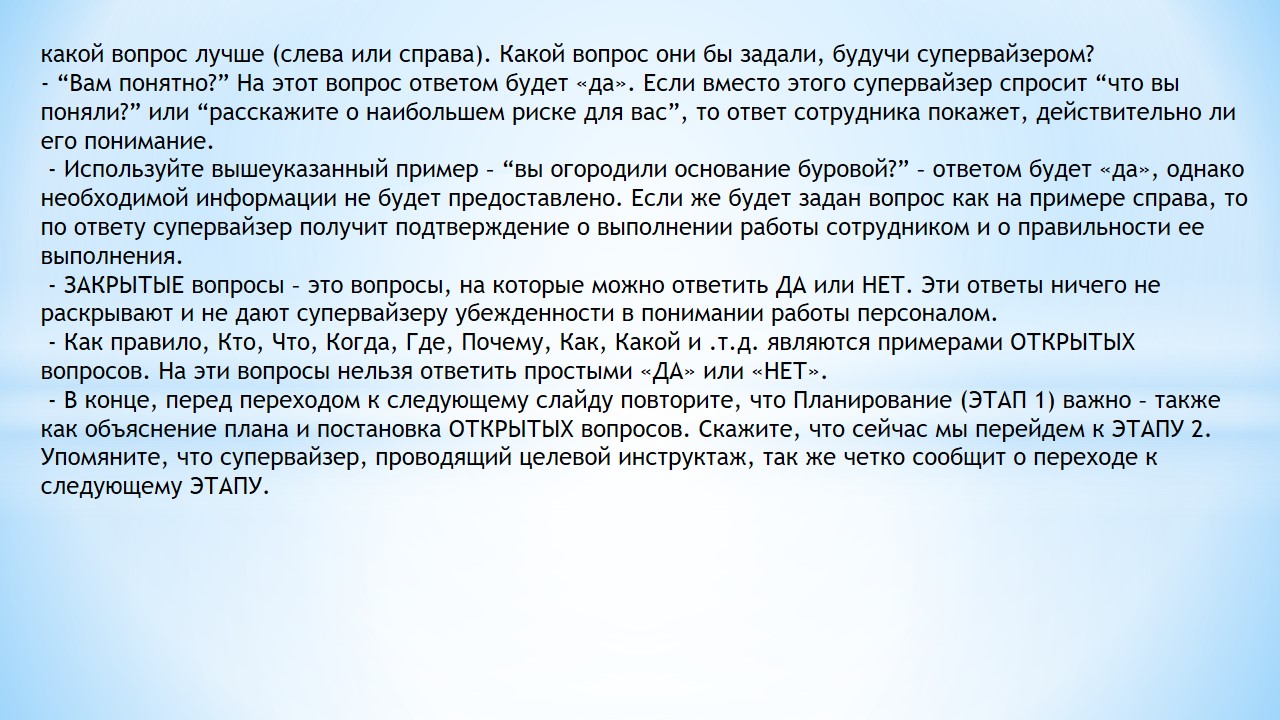 какой вопрос лучше (слева или справа). Какой вопрос они бы задали, будучи супервайзером?
- “Вам понятно?” На этот вопрос ответом будет «да». Если вместо этого супервайзер спросит “что вы
поняли?” или “расскажите о наибольшем риске для вас”, то ответ сотрудника покажет, действительно ли
его понимание.
- Используйте вышеуказанный пример – “вы огородили основание буровой?” – ответом будет «да», однако
необходимой информации не будет предоставлено. Если же будет задан вопрос как на примере справа, то
по ответу супервайзер получит подтверждение о выполнении работы сотрудником и о правильности ее
выполнения.
- ЗАКРЫТЫЕ вопросы – это вопросы, на которые можно ответить ДА или НЕТ. Эти ответы ничего не
раскрывают и не дают супервайзеру убежденности в понимании работы персоналом.
- Как правило, Кто, Что, Когда, Где, Почему, Как, Какой и .т.д. являются примерами ОТКРЫТЫХ
вопросов. На эти вопросы нельзя ответить простыми «ДА» или «НЕТ».
- В конце, перед переходом к следующему слайду повторите, что Планирование (ЭТАП 1) важно – также
как объяснение плана и постановка ОТКРЫТЫХ вопросов. Скажите, что сейчас мы перейдем к ЭТАПУ 2.
Упомяните, что супервайзер, проводящий целевой инструктаж, так же четко сообщит о переходе к
следующему ЭТАПУ.